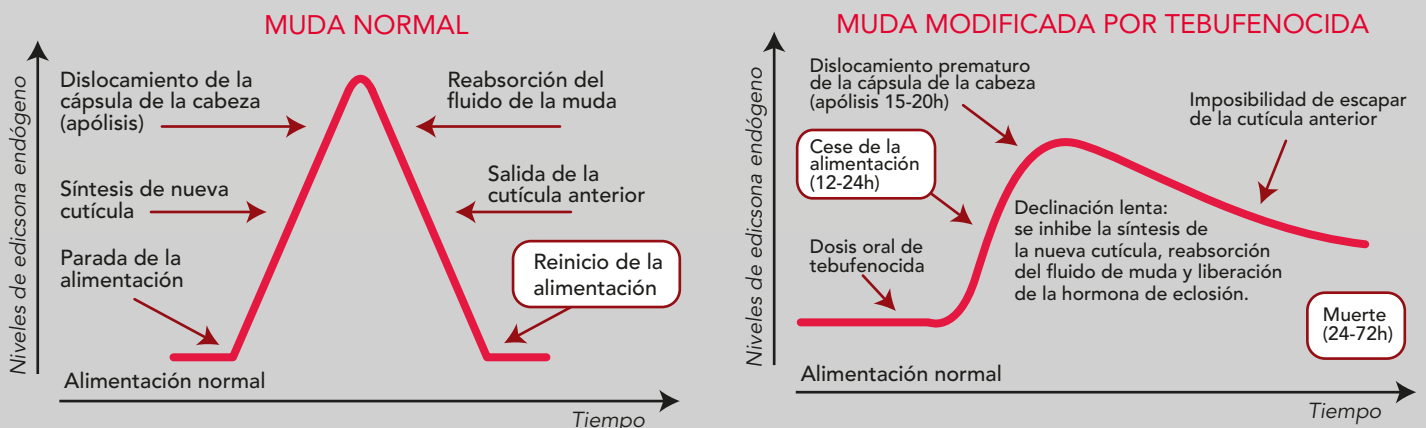 MUDA NORMAL
Niveles de edicsona endógeno
Dislocamiento de la
cápsula de la cabeza
(apólisis)
Síntesis de nueva
cutícula
Parada de la
alimentación
Reabsorción del
fluido de la muda
Salida de la
cutícula anterior
Reinicio de la
alimentación
Alimentación normal
Tiempo
MUDA MODIFICADA POR TEBUFENOCIDA
Niveles de edicsona endógeno
Dislocamiento prematuro
de la cápsula de la cabeza
(apólisis 15-20h)
Cese de la
alimentación
(12-24h)
Dosis oral de
tebufenocida
Imposibilidad de escapar
de la cutícula anterior
Declinación lenta:
se inhibe la síntesis de
la nueva cutícula, reabsorción
del fluido de muda y liberación
de la hormona de eclosión.
Muerte
(24-72h)
Alimentación normal
Tiempo